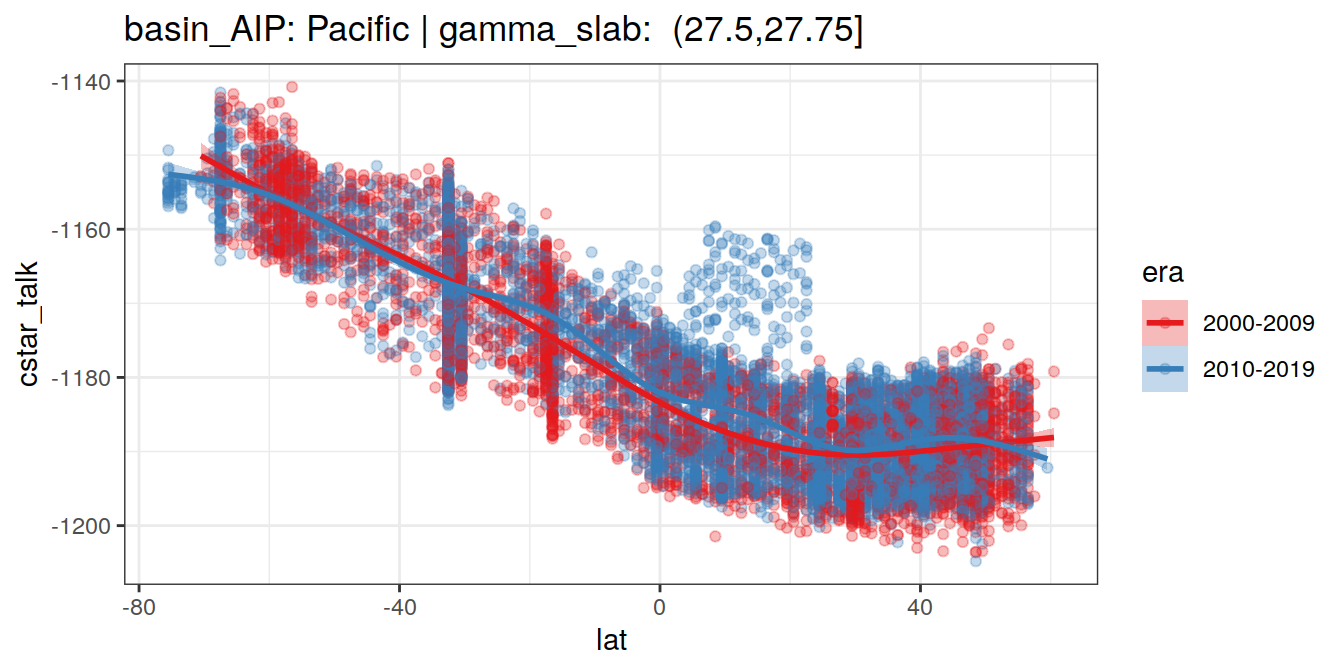 basin_AIP: Pacific | gamma_slab:  (27.5,27.75]
-1140
-1160
-1180
-1200
cstar_talk
-80
-40
0
40
lat
era
2000-2009
2010-2019